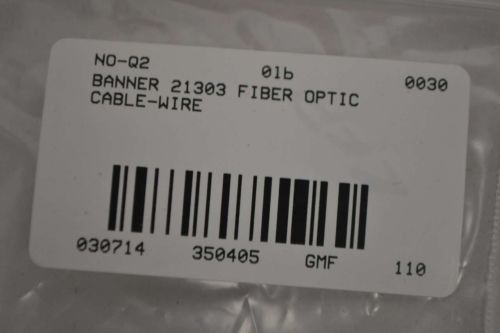 NO-Q2 01b 0030
BANNER 21303 FIBER OPTIC
CABLE-WIRE
030714 350405 GMF 110